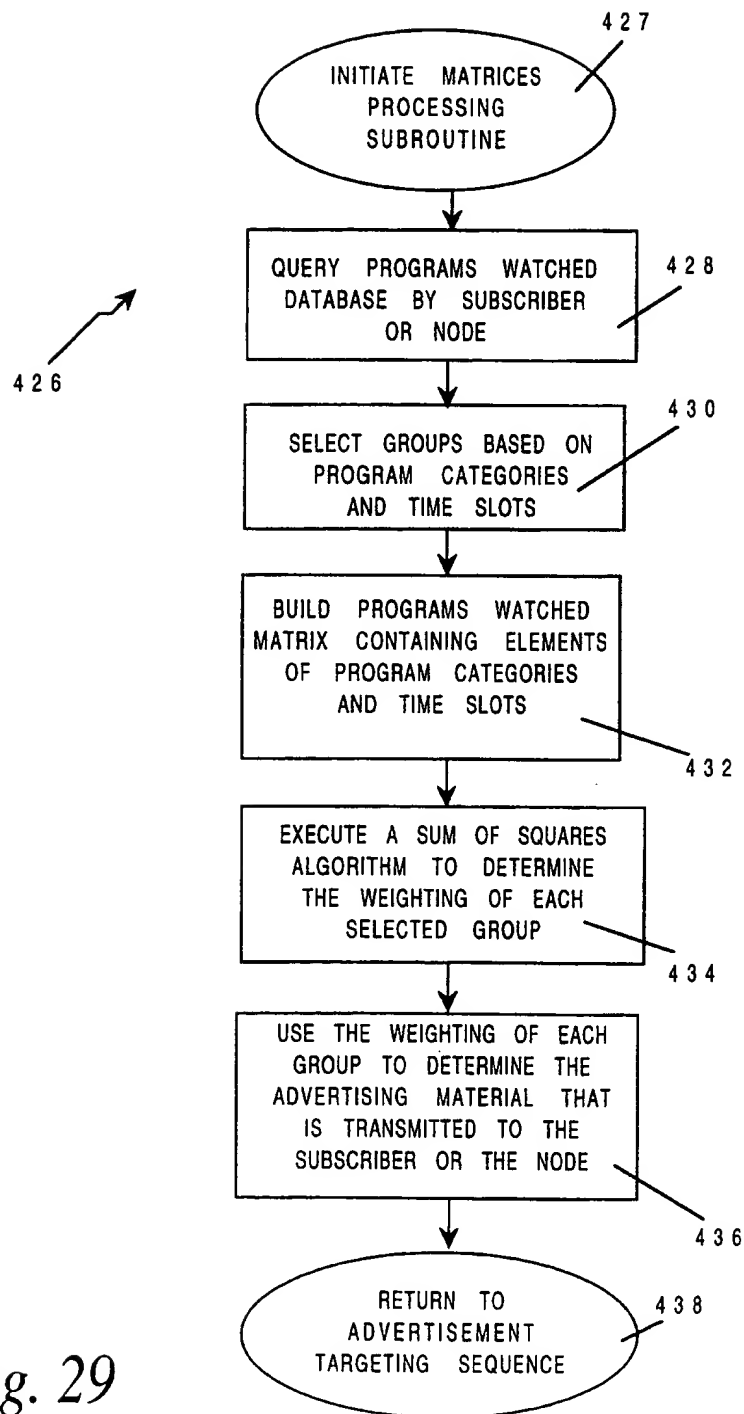 427
INITIATE MATRICES
PROCESSING
SUBROUTINE
QUERY PROGRAMS WATCHED
DATABASE BY SUBSCRIBER
OR NODE
428
426
SELECT GROUPS BASED ON
PROGRAM CATEGORIES
AND TIME SLOTS
430
BUILD PROGRAMS WATCHED
MATRIX CONTAINING ELEMENTS
OF PROGRAM CATEGORIES
AND TIME SLOTS
432
EXECUTE A SUM OF SQUARES
ALGORITHM TO DETERMINE
THE WEIGHTING OF EACH
SELECTED GROUP
434
USE THE WEIGHTING OF EACH
GROUP TO DETERMINE THE
ADVERTISING MATERIAL THAT
IS TRANSMITTED TO THE
SUBSCRIBER OR THE NODE
436
RETURN TO
ADVERTISEMENT
TARGETING SEQUENCE
438
g. 29